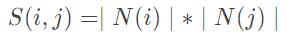 S(i,j) =| N(i) | * | N(j) |